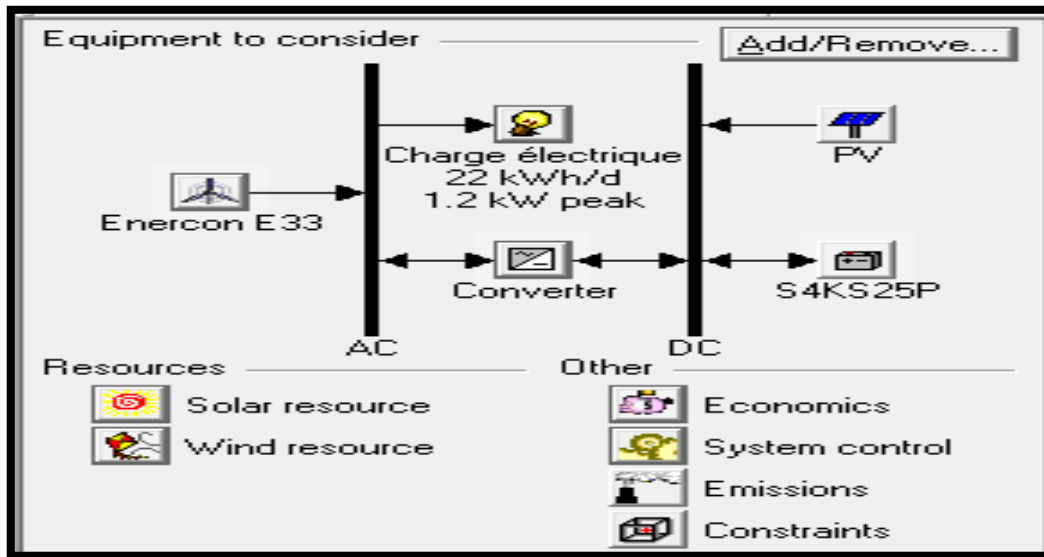 Equipment to consider
Add/Remove...
Charge électrique
22 kWh/d
1.2 kW peak
PV
Enercon E33
Converter
S4KS25P
AC
DC
Resources
Other
Solar resource
Economics
Wind resource
System control
Emissions
Constraints